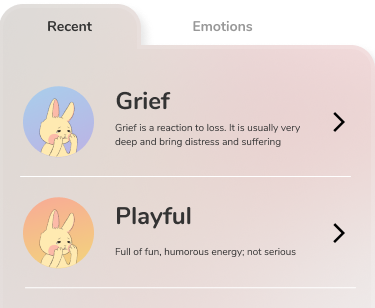 Recent
Emotions
Grief
Grief is a reaction to loss. It is usually very
deep and bring distress and suffering
Playful
Full of fun, humorous energy; not serious